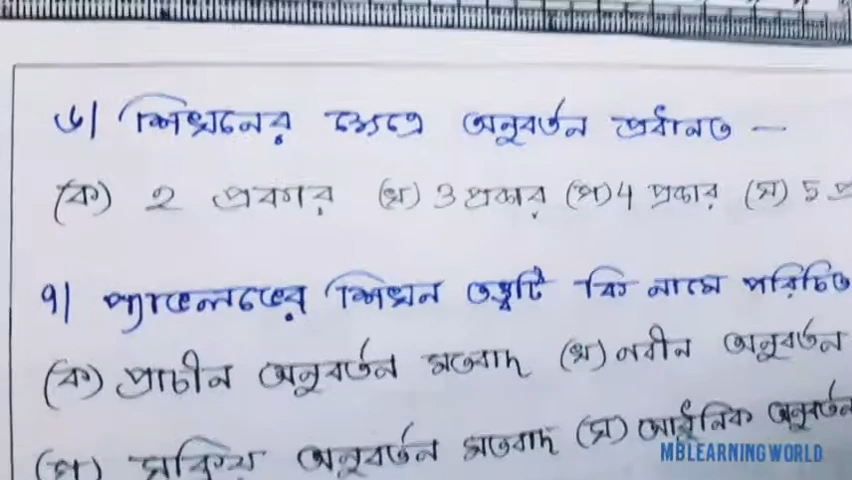 ৬| শিখনের ক্ষেত্রে অনুবর্তন প্রধানত —
(ক) 2 প্রকার (খ) 3 প্রকার (গ) 4 প্রকার (ঘ) 5 প্র
৭| প্যাভলভের শিখন তত্ত্বটি কি নামে পরিচিত
(ক) প্রাচীন অনুবর্তন মতবাদ (খ) নবীন অনুবর্তন
(গ) সক্রিয় অনুবর্তন মতবাদ (ঘ) আধুনিক অনুবর্তন
MBLEARNINGWORLD